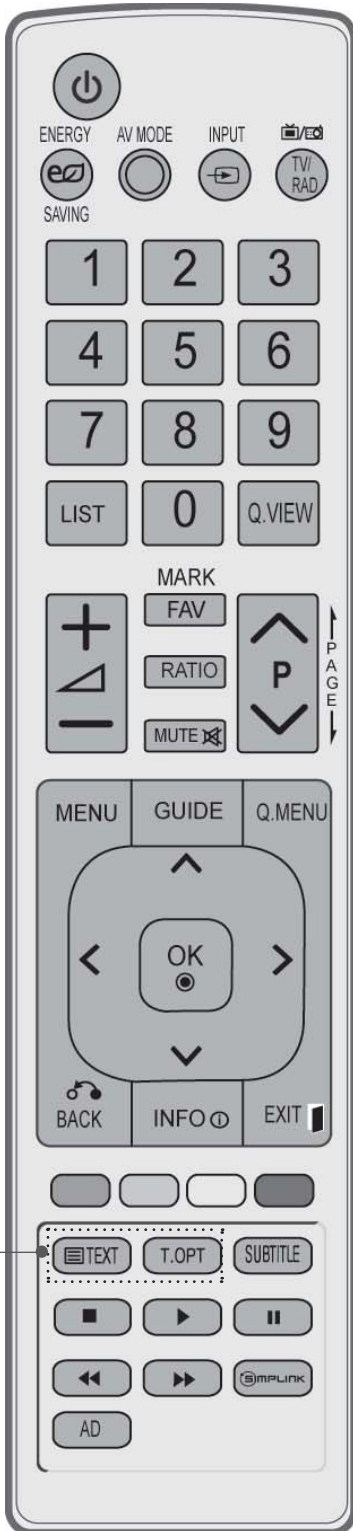 ENERGY AV MODE INPUT
TV/
RAD
SAVING
1 2 3
4 5 6
7 8 9
LIST 0 Q.VIEW
MARK
FAV
RATIO
P
PAGE
MUTE
MENU GUIDE Q.MENU
OK
BACK INFO EXIT
TEXT T.OPT SUBTITLE
SIMPLINK
AD